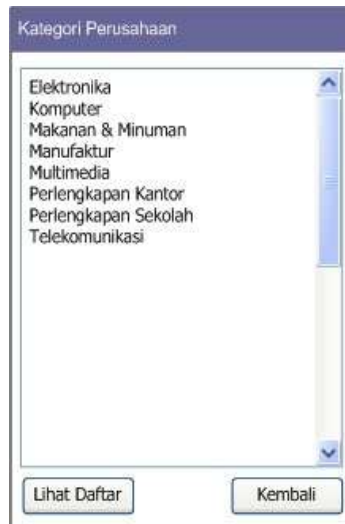 Kategori Perusahaan
Elektronika
Komputer
Makanan & Minuman
Manufaktur
Multimedia
Perlengkapan Kantor
Perlengkapan Sekolah
Telekomunikasi
Lihat Daftar Kembali